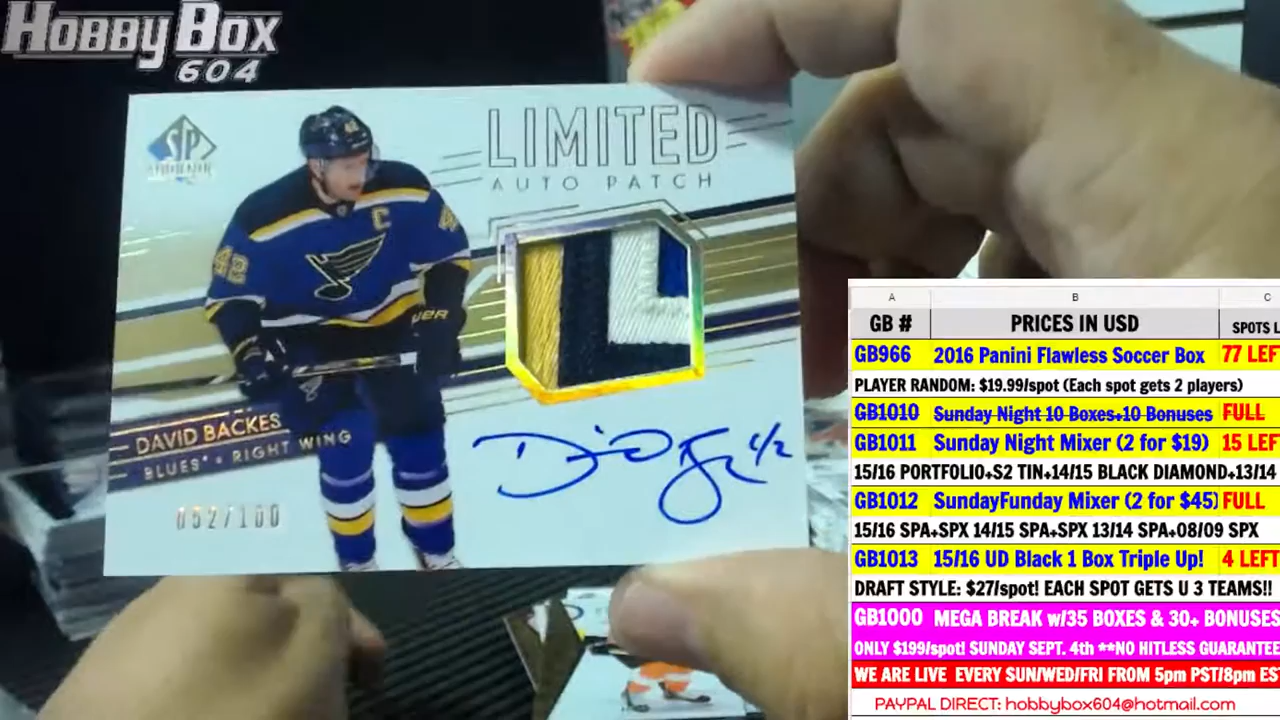 HOBBY BOX
604
SP
LIMITED
AUTO PATCH
C
42
DAVID BACKES
BLUES® • RIGHT WING
052/100
A B C
GB # PRICES IN USD SPOTS L
GB966 2016 Panini Flawless Soccer Box 77 LEF
PLAYER RANDOM: $19.99/spot (Each spot gets 2 players)
GB1010 Sunday Night 10 Boxes+10 Bonuses FULL
GB1011 Sunday Night Mixer (2 for $19) 15 LEF
15/16 PORTFOLIO+S2 TIN+14/15 BLACK DIAMOND+13/14
GB1012 SundayFunday Mixer (2 for $45) FULL
15/16 SPA+SPX 14/15 SPA+SPX 13/14 SPA+08/09 SPX
GB1013 15/16 UD Black 1 Box Triple Up! 4 LEFT
DRAFT STYLE: $27/spot! EACH SPOT GETS U 3 TEAMS!!
GB1000 MEGA BREAK w/35 BOXES & 30+ BONUSES
ONLY $199/spot! SUNDAY SEPT. 4th **NO HITLESS GUARANTEE
WE ARE LIVE EVERY SUN/WED/FRI FROM 5pm PST/8pm ES
PAYPAL DIRECT: hobbybox604@hotmail.com